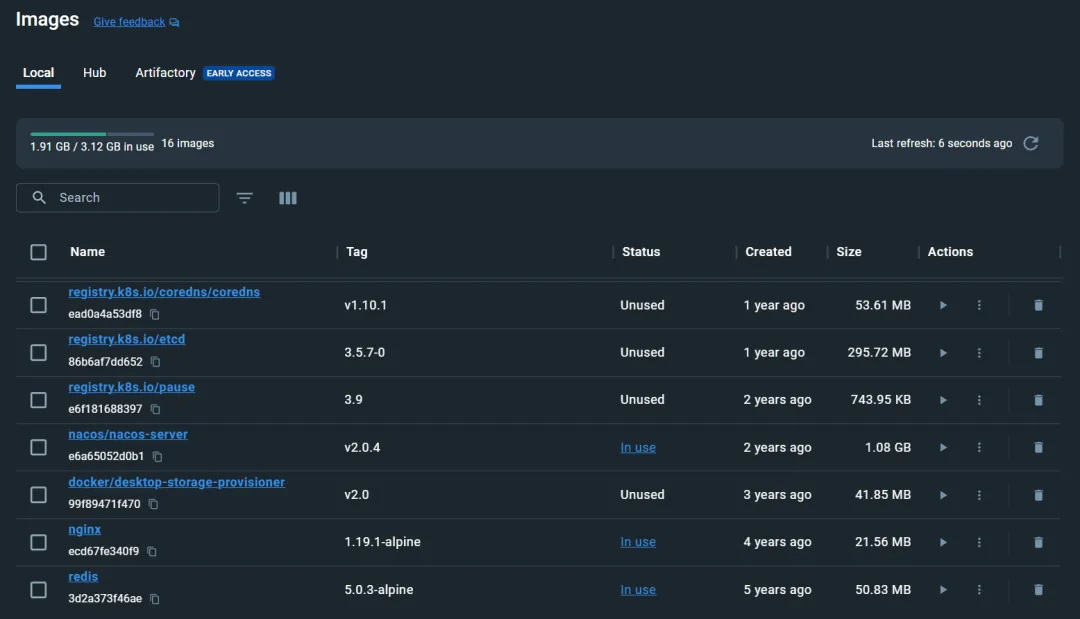 Images Give feedback
Local Hub Artifactory EARLY ACCESS
1.91 GB / 3.12 GB in use 16 images Last refresh: 6 seconds ago
Search
Name Tag Status Created Size Actions
registry.k8s.io/coredns/coredns
ead0a4a53df8 v1.10.1 Unused 1 year ago 53.61 MB
registry.k8s.io/etcd
86b6af7dd652 3.5.7-0 Unused 1 year ago 295.72 MB
registry.k8s.io/pause
e6f181688397 3.9 Unused 2 years ago 743.95 KB
nacos/nacos-server
e6a65052d0b1 v2.0.4 In use 2 years ago 1.08 GB
docker/desktop-storage-provisioner
99f89471f470 v2.0 Unused 3 years ago 41.85 MB
nginx
ecd67fe340f9 1.19.1-alpine In use 4 years ago 21.56 MB
redis
3d2a373f46ae 5.0.3-alpine In use 5 years ago 50.83 MB